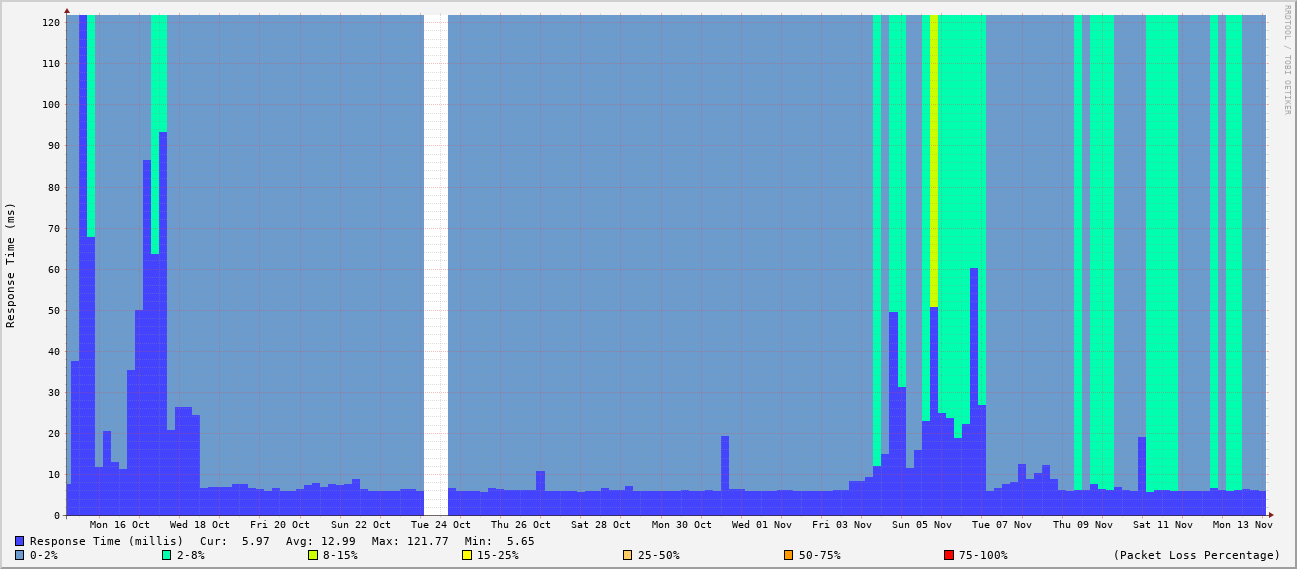 RRDTOOL / TOBI OETIKER
Response Time (ms)
120
110
100
90
80
70
60
50
40
30
20
10
0
Mon 16 Oct Wed 18 Oct Fri 20 Oct Sun 22 Oct Tue 24 Oct Thu 26 Oct Sat 28 Oct Mon 30 Oct Wed 01 Nov Fri 03 Nov Sun 05 Nov Tue 07 Nov Thu 09 Nov Sat 11 Nov Mon 13 Nov
Response Time (millis) Cur: 5.97 Avg: 12.99 Max: 121.77 Min: 5.65
0-2% 2-8% 8-15% 15-25% 25-50% 50-75% 75-100% (Packet Loss Percentage)